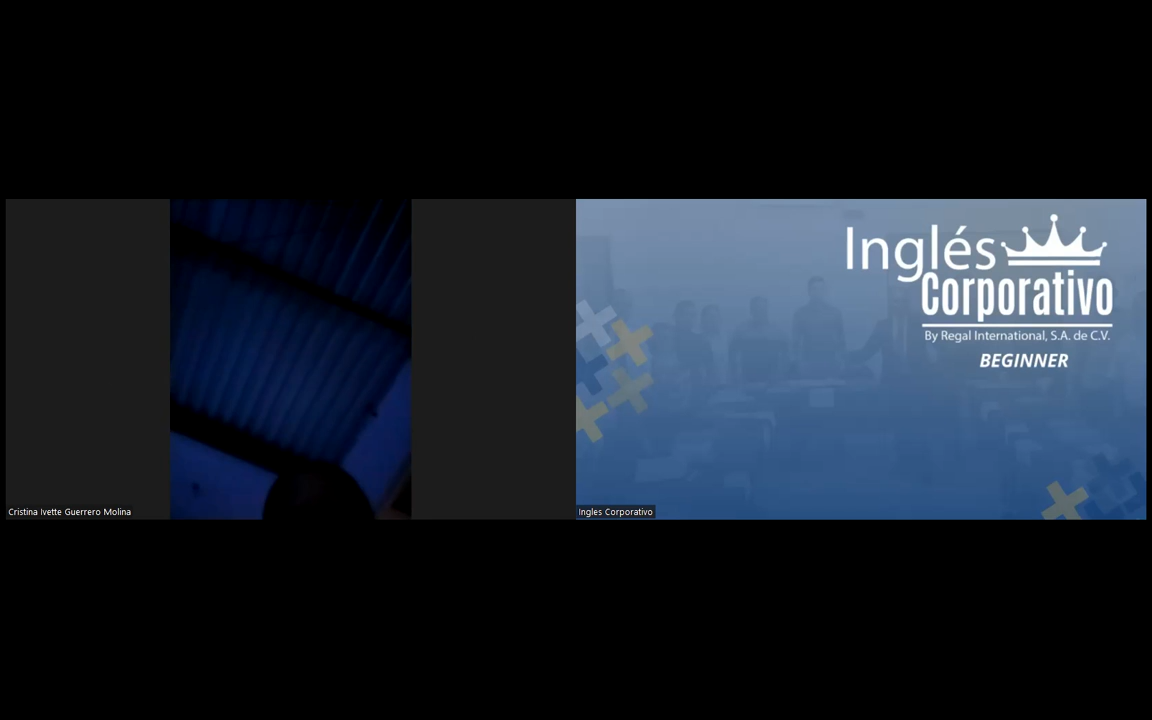 Inglés
Corporativo
By Regal International, S.A. de C.V.
BEGINNER
Cristina Ivette Guerrero Molina
Ingles Corporativo